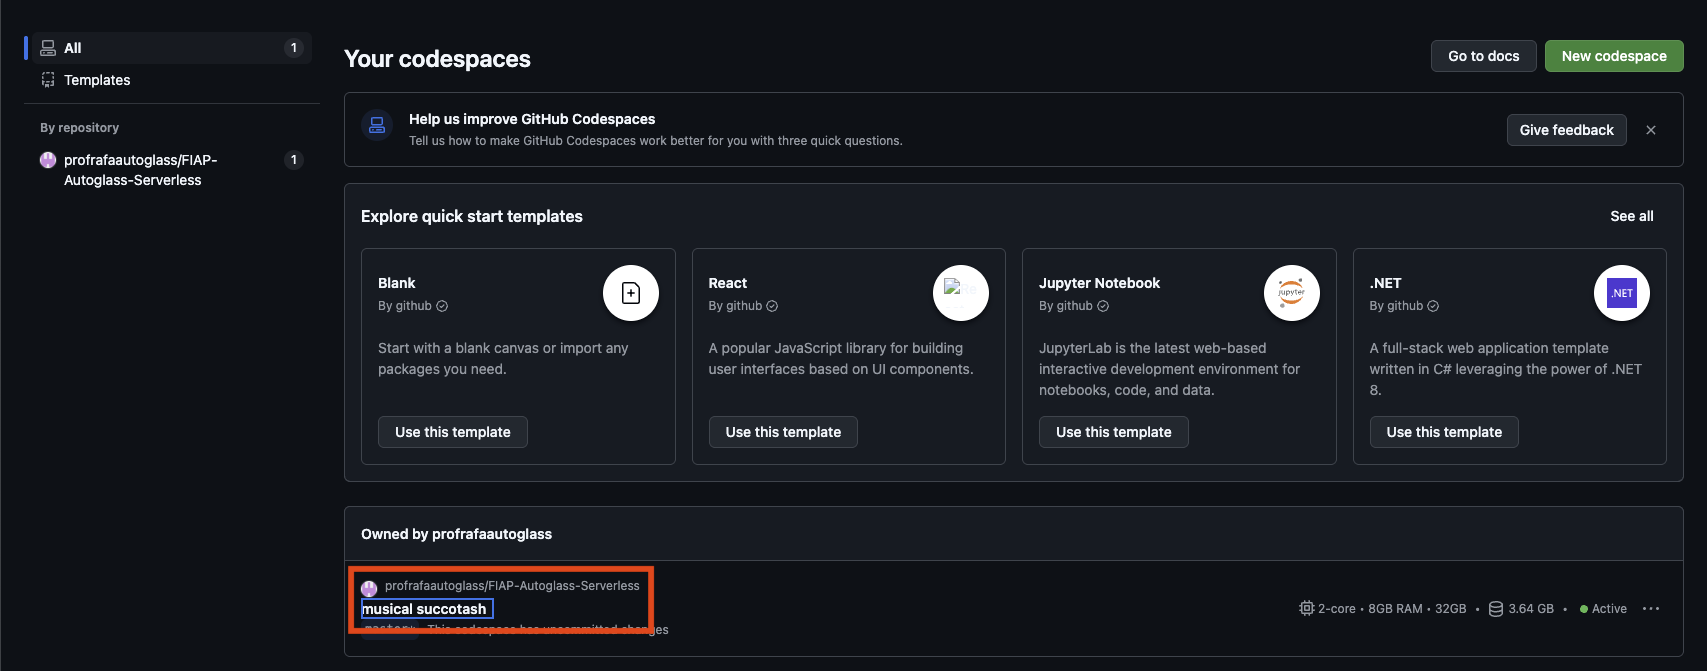 All 1
Templates
By repository
profrafaautoglass/FIAP- 1
Autoglass-Serverless
Your codespaces
Go to docs
New codespace
Help us improve GitHub Codespaces
Tell us how to make GitHub Codespaces work better for you with three quick questions.
Give feedback
Explore quick start templates
See all
Blank
By github
Start with a blank canvas or import any
packages you need.
Use this template
React
By github
A popular JavaScript library for building
user interfaces based on UI components.
Use this template
Jupyter Notebook
By github
jupyter
JupyterLab is the latest web-based
interactive development environment for
notebooks, code, and data.
Use this template
.NET
By github
.NET
A full-stack web application template
written in C# leveraging the power of .NET
8.
Use this template
Owned by profrafaautoglass
profrafaautoglass/FIAP-Autoglass-Serverless
musical succotash
This codespace has uncommitted changes
2-core • 8GB RAM • 32GB • 3.64 GB • Active